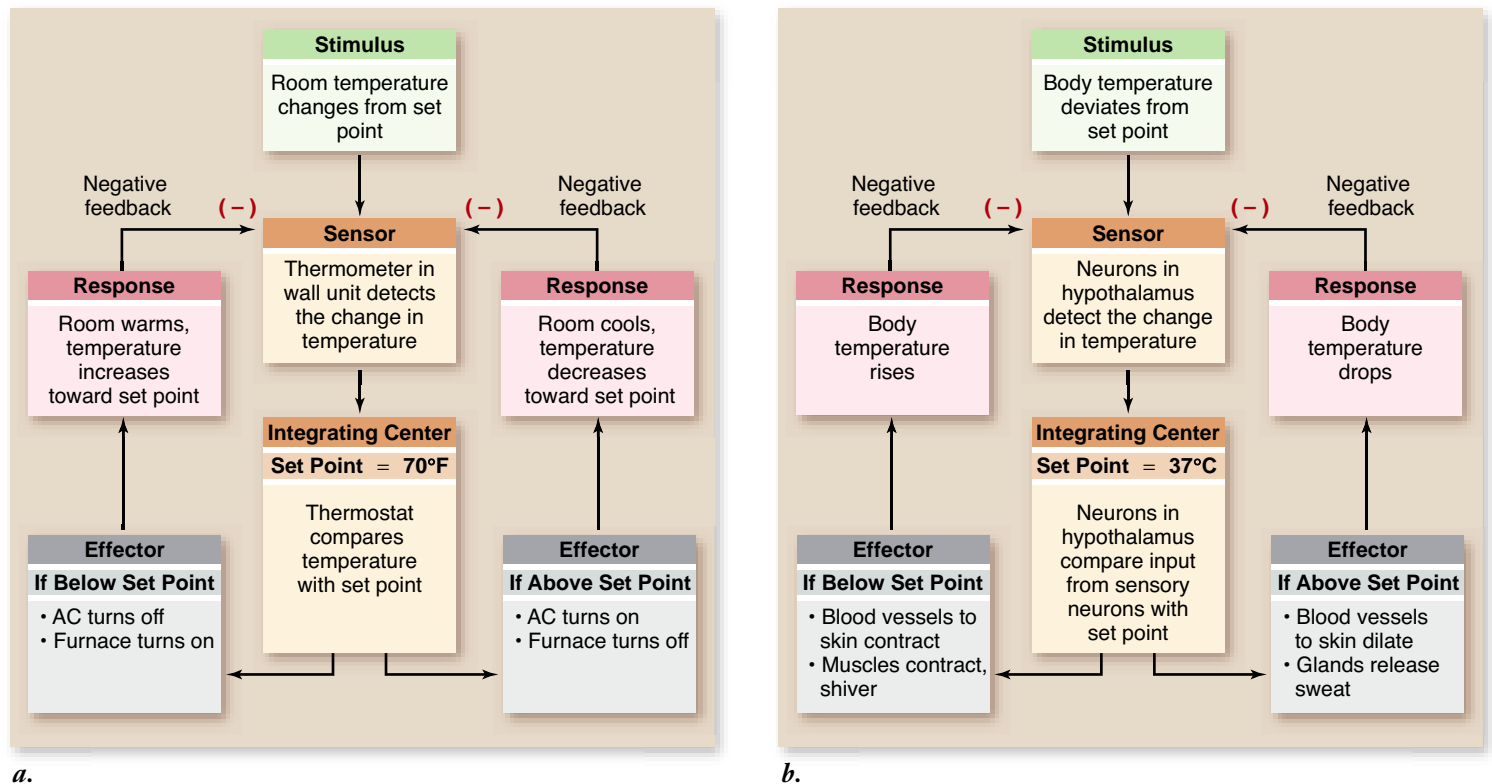 Stimulus
Room temperature
changes from set
point
Negative
feedback
(–)
(–)
Negative
feedback
Sensor
Thermometer in
wall unit detects
the change in
temperature
Response
Room warms,
temperature
increases
toward set point
Response
Room cools,
temperature
decreases
toward set point
Integrating Center
Set Point = 70°F
Thermostat
compares
temperature
with set point
Effector
If Below Set Point
• AC turns off
• Furnace turns on
Effector
If Above Set Point
• AC turns on
• Furnace turns off
a.
Stimulus
Body temperature
deviates from
set point
Negative
feedback
(–)
(–)
Negative
feedback
Sensor
Neurons in
hypothalamus
detect the change
in temperature
Response
Body
temperature
rises
Response
Body
temperature
drops
Integrating Center
Set Point = 37°C
Neurons in
hypothalamus
compare input
from sensory
neurons with
set point
Effector
If Below Set Point
• Blood vessels to
skin contract
• Muscles contract,
shiver
Effector
If Above Set Point
• Blood vessels
to skin dilate
• Glands release
sweat
b.